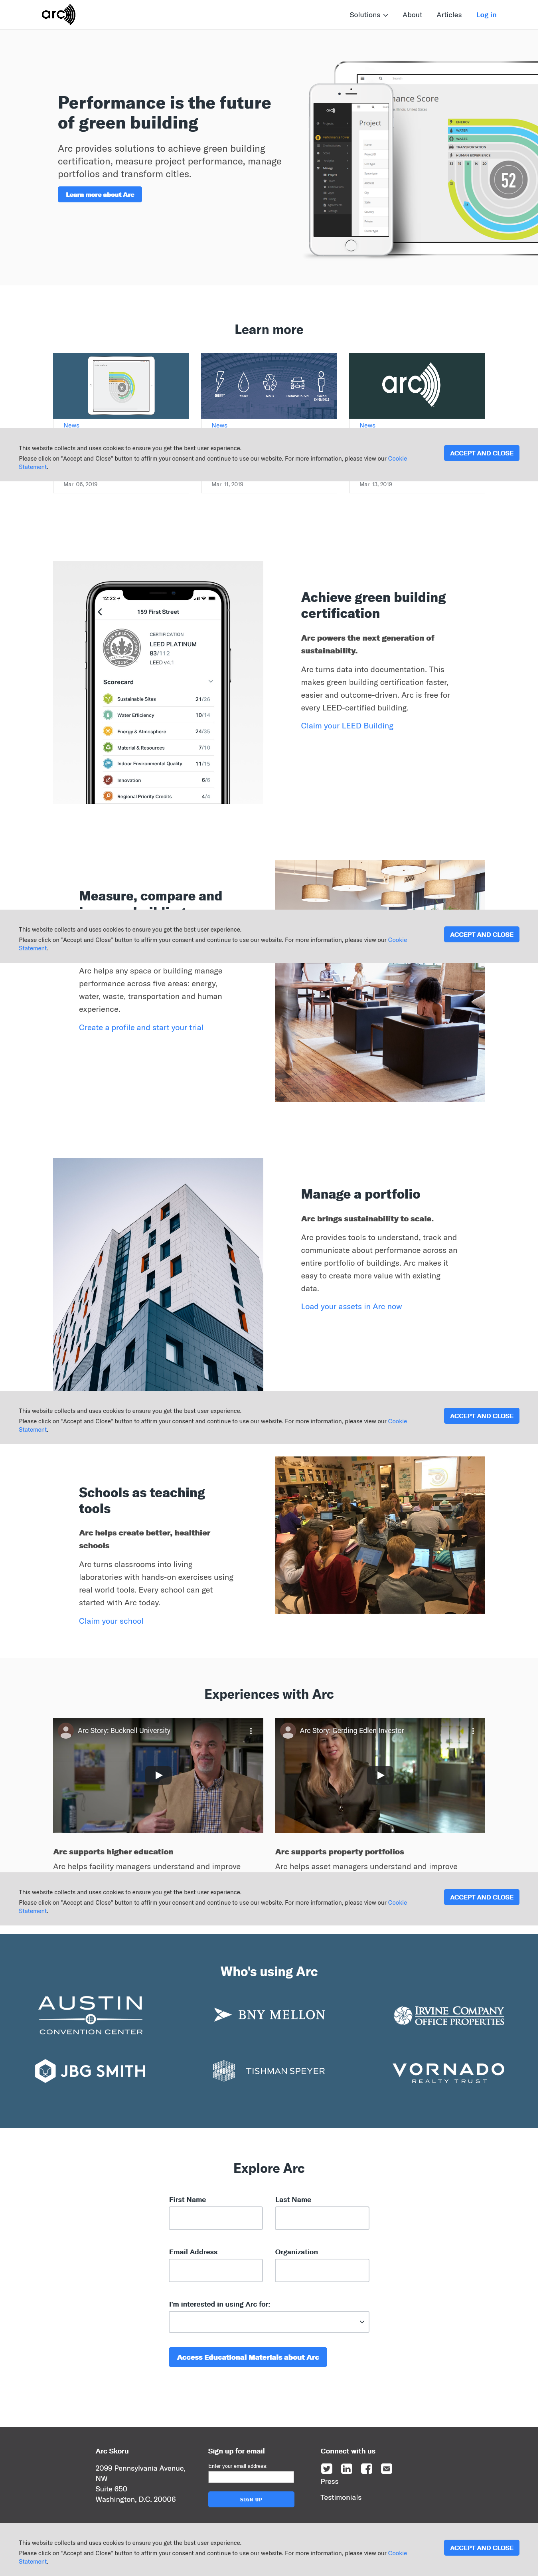 arc
Solutions
About
Articles
Log in
Performance is the future
of green building
Arc provides solutions to achieve green building
certification, measure project performance, manage
portfolios and transform cities.
Learn more about Arc
Project
52
Learn more
arc
News
News
News
This website collects and uses cookies to ensure you get the best user experience.
Please click on "Accept and Close" button to affirm your consent and continue to use our website. For more information, please view our Cookie
Statement.
ACCEPT AND CLOSE
Mar. 06, 2019
Mar. 11, 2019
Mar. 13, 2019
12:22
159 First Street
CERTIFICATION
LEED PLATINUM
83/112
LEED v4.1
Scorecard
Sustainable Sites 21/26
Water Efficiency 10/14
Energy & Atmosphere 24/35
Material & Resources 7/10
Indoor Environmental Quality 11/15
Innovation 6/6
Regional Priority Credits 4/4
Achieve green building
certification
Arc powers the next generation of
sustainability.
Arc turns data into documentation. This
makes green building certification faster,
easier and outcome-driven. Arc is free for
every LEED-certified building.
Claim your LEED Building
Measure, compare and
This website collects and uses cookies to ensure you get the best user experience.
Please click on "Accept and Close" button to affirm your consent and continue to use our website. For more information, please view our Cookie
Statement.
ACCEPT AND CLOSE
Arc helps any space or building manage
performance across five areas: energy,
water, waste, transportation and human
experience.
Create a profile and start your trial
Manage a portfolio
Arc brings sustainability to scale.
Arc provides tools to understand, track and
communicate about performance across an
entire portfolio of buildings. Arc makes it
easy to create more value with existing
data.
Load your assets in Arc now
This website collects and uses cookies to ensure you get the best user experience.
Please click on "Accept and Close" button to affirm your consent and continue to use our website. For more information, please view our Cookie
Statement.
ACCEPT AND CLOSE
Schools as teaching
tools
Arc helps create better, healthier
schools
Arc turns classrooms into living
laboratories with hands-on exercises using
real world tools. Every school can get
started with Arc today.
Claim your school
Experiences with Arc
Arc Story: Bucknell University
Arc Story: Gerding Edlen Investor
Arc supports higher education
Arc helps facility managers understand and improve
Arc supports property portfolios
Arc helps asset managers understand and improve
This website collects and uses cookies to ensure you get the best user experience.
Please click on "Accept and Close" button to affirm your consent and continue to use our website. For more information, please view our Cookie
Statement.
ACCEPT AND CLOSE
Who's using Arc
AUSTIN
CONVENTION CENTER
BNY MELLON
IRVINE COMPANY
OFFICE PROPERTIES
JBG SMITH
TISHMAN SPEYER
VORNADO
REALTY TRUST
Explore Arc
First Name
Last Name
Email Address
Organization
I'm interested in using Arc for:
Access Educational Materials about Arc
Arc Skoru
2099 Pennsylvania Avenue,
NW
Suite 650
Washington, D.C. 20006
Sign up for email
Enter your email address:
SIGN UP
Connect with us
Press
Testimonials
This website collects and uses cookies to ensure you get the best user experience.
Please click on "Accept and Close" button to affirm your consent and continue to use our website. For more information, please view our Cookie
Statement.
ACCEPT AND CLOSE